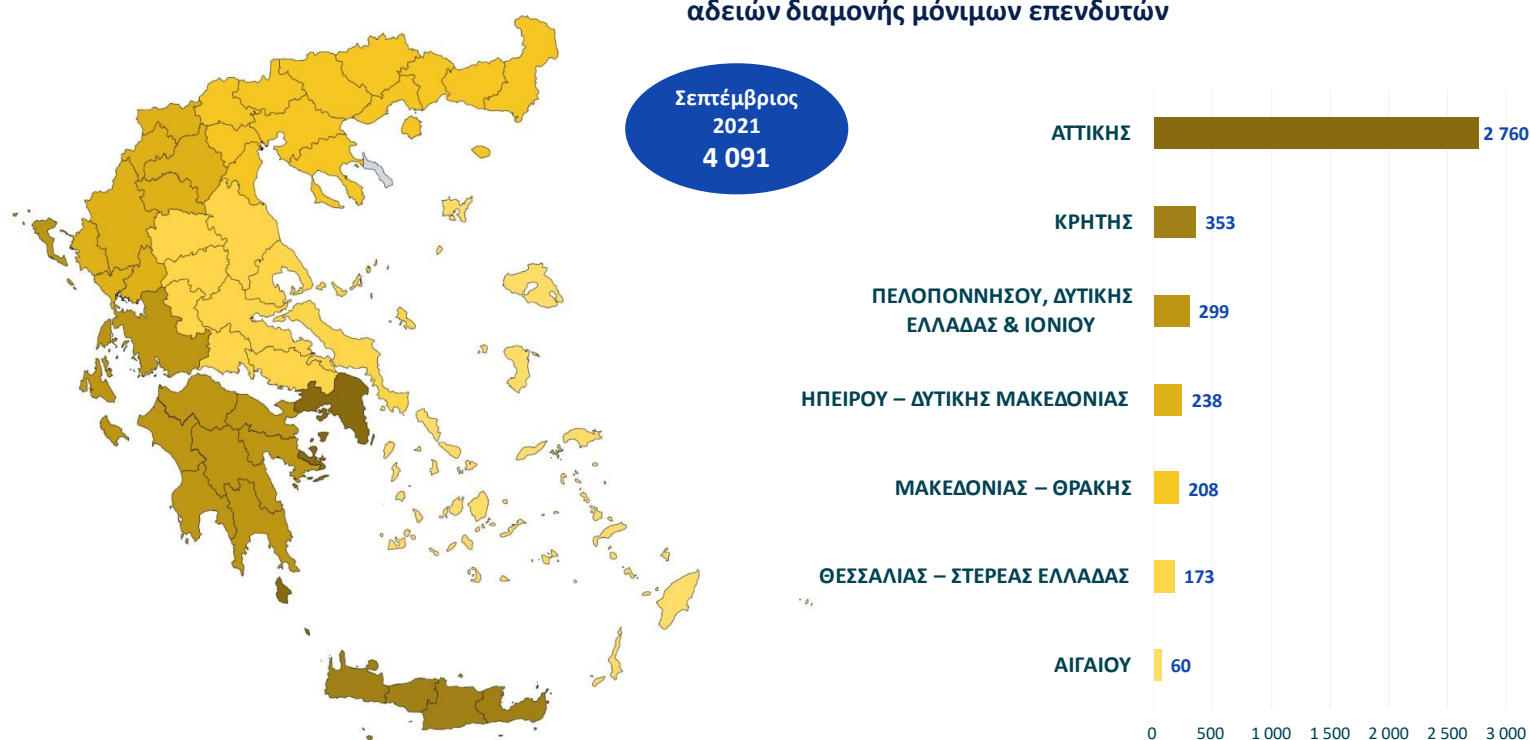 αδειών διαμονής μόνιμων επενδυτών
Σεπτέμβριος
2021
4 091
ΑΤΤΙΚΗΣ
2 760
ΚΡΗΤΗΣ
353
ΠΕΛΟΠΟΝΝΗΣΟΥ, ΔΥΤΙΚΗΣ
ΕΛΛΑΔΑΣ & ΙΟΝΙΟΥ
299
ΗΠΕΙΡΟΥ – ΔΥΤΙΚΗΣ ΜΑΚΕΔΟΝΙΑΣ
238
ΜΑΚΕΔΟΝΙΑΣ – ΘΡΑΚΗΣ
208
ΘΕΣΣΑΛΙΑΣ – ΣΤΕΡΕΑΣ ΕΛΛΑΔΑΣ
173
ΑΙΓΑΙΟΥ
60
0 500 1 000 1 500 2 000 2 500 3 000